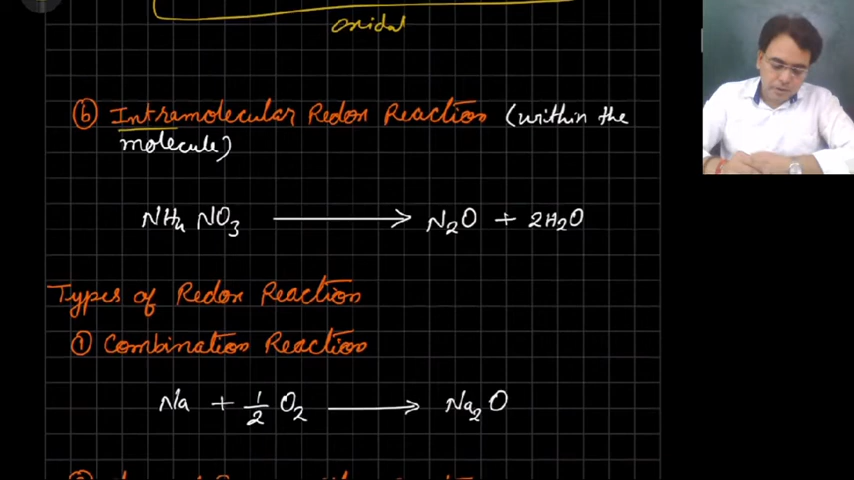 oxidal
(b) Intramolecular Redox Reaction (within the
molecule)
NH₄ NO₃ ⟶ N₂O + 2H₂O
Types of Redox Reaction
① Combination Reaction
Na + 1/2 O₂ ⟶ Na₂O